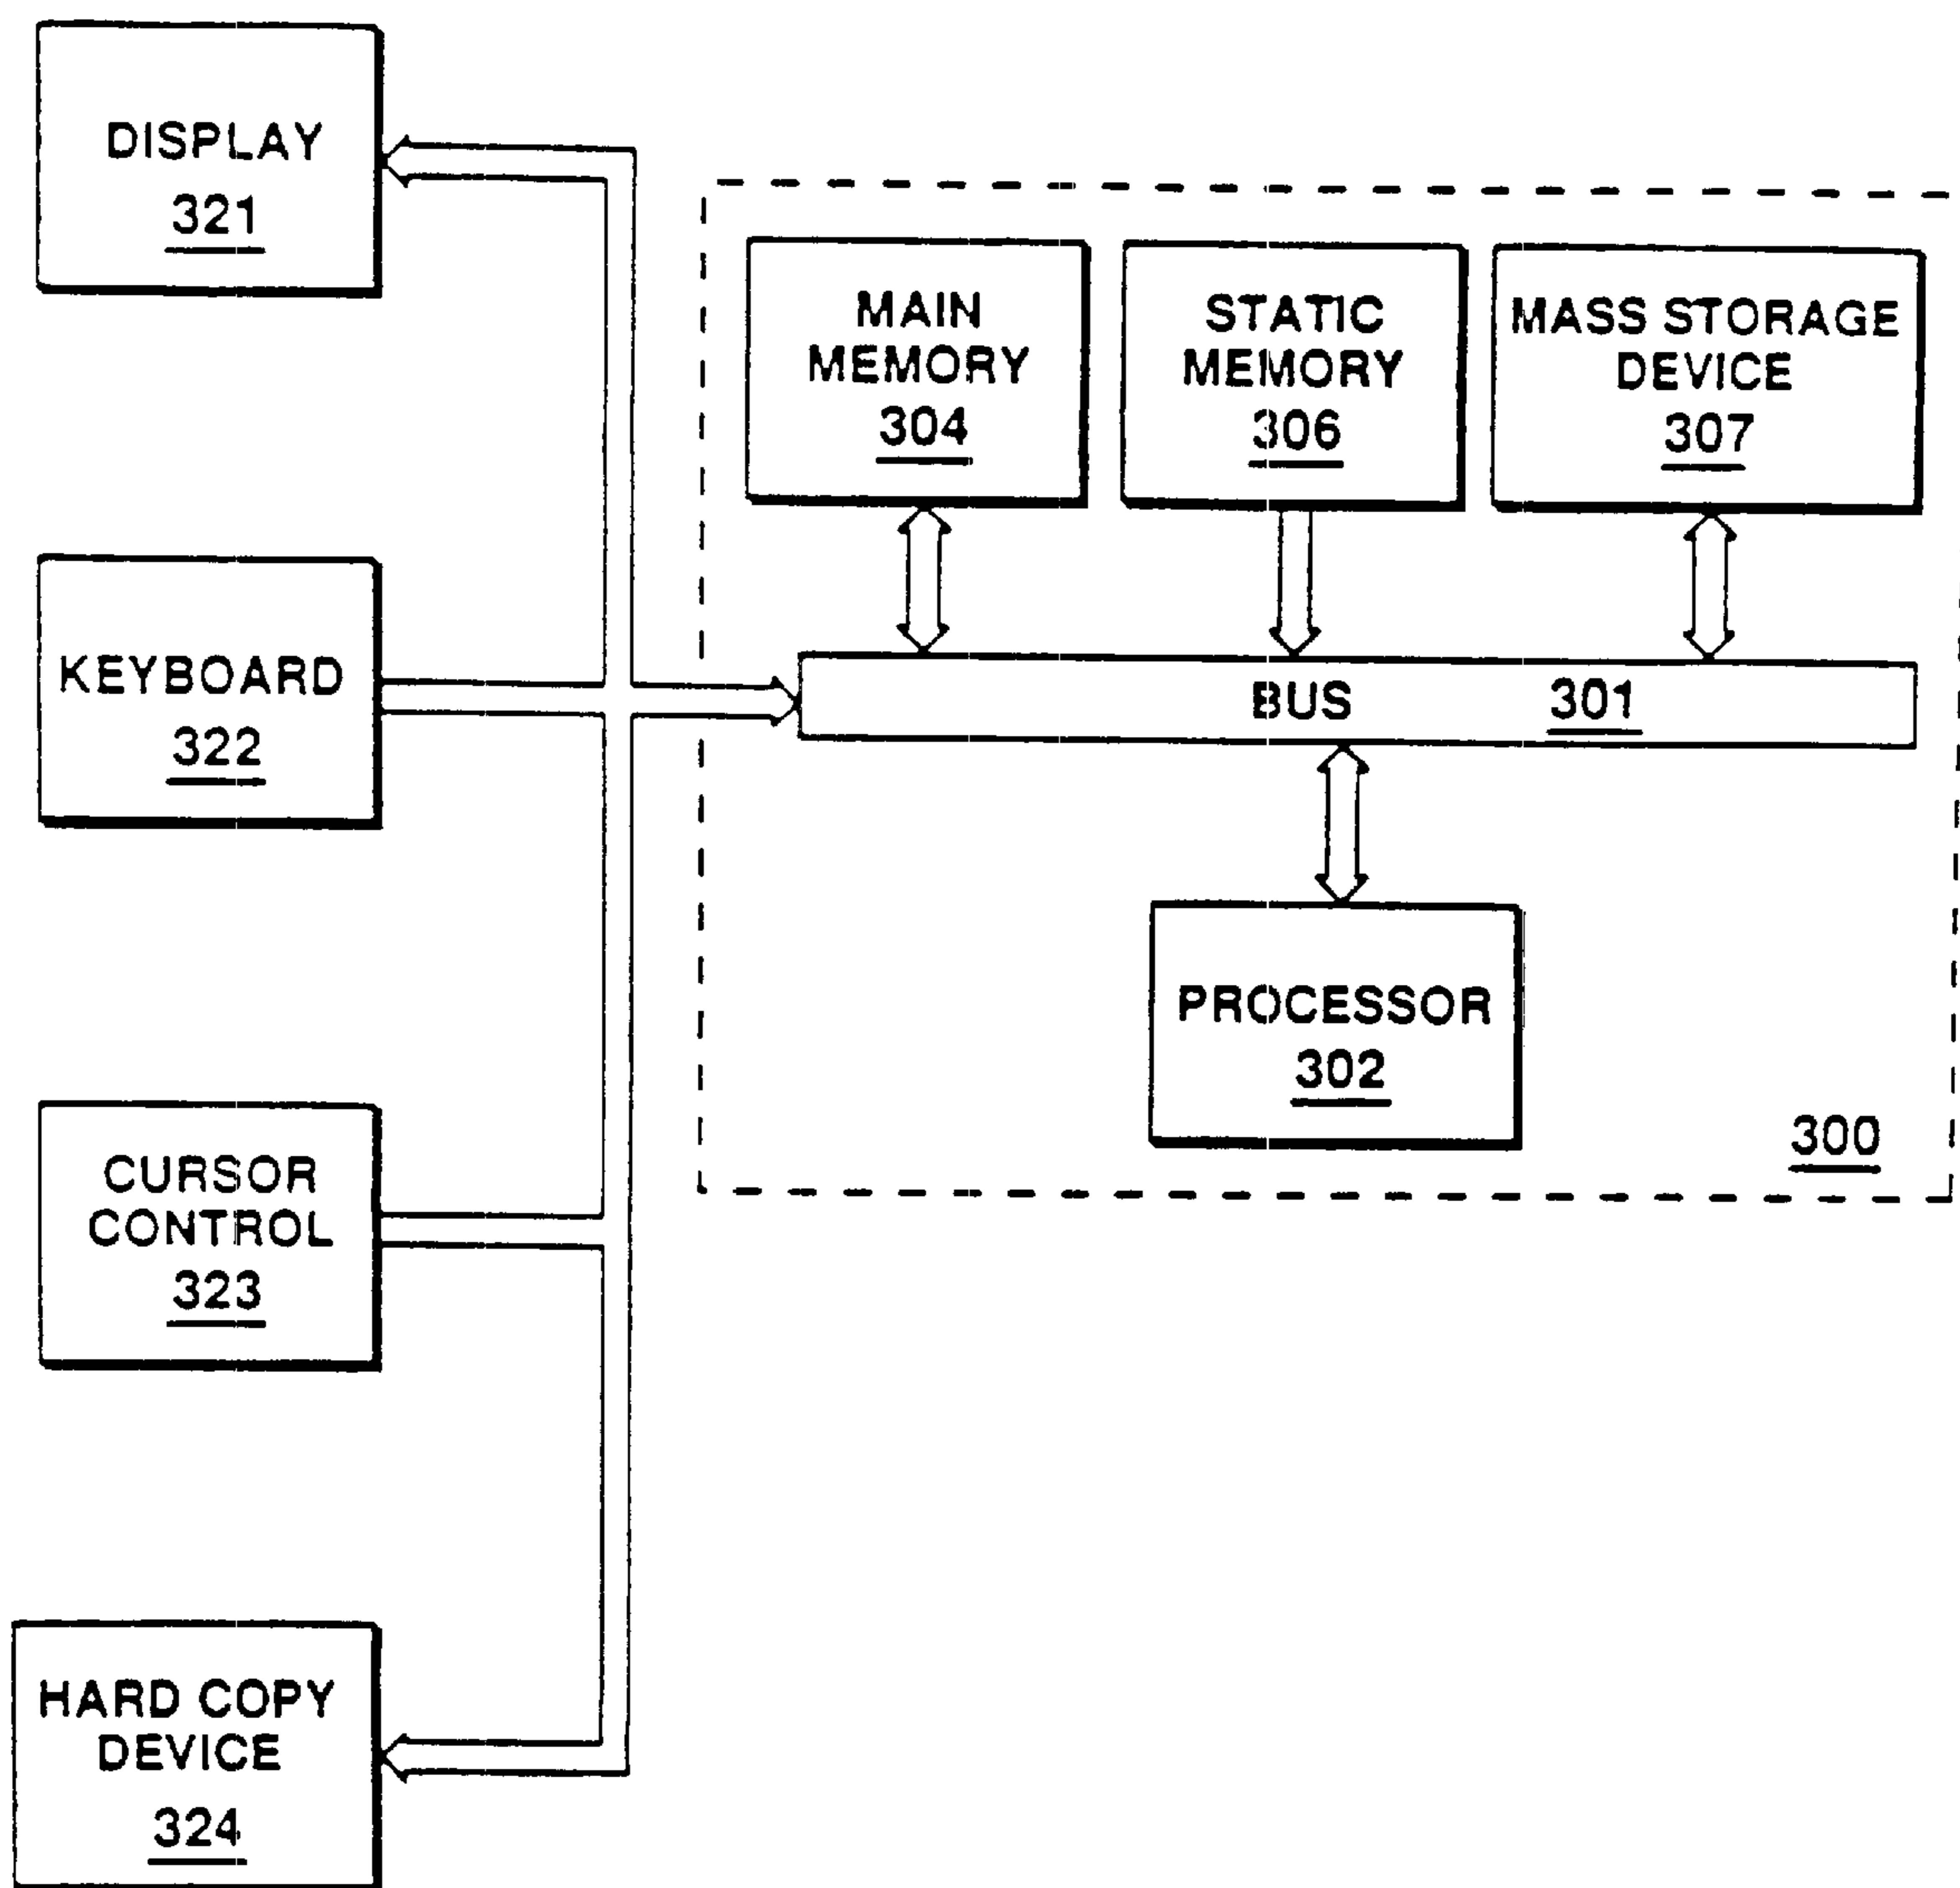 DISPLAY
321
MAIN
MEMORY
304
STATIC
MEMORY
306
MASS STORAGE
DEVICE
307
KEYBOARD
322
BUS 301
PROCESSOR
302
300
CURSOR
CONTROL
323
HARD COPY
DEVICE
324